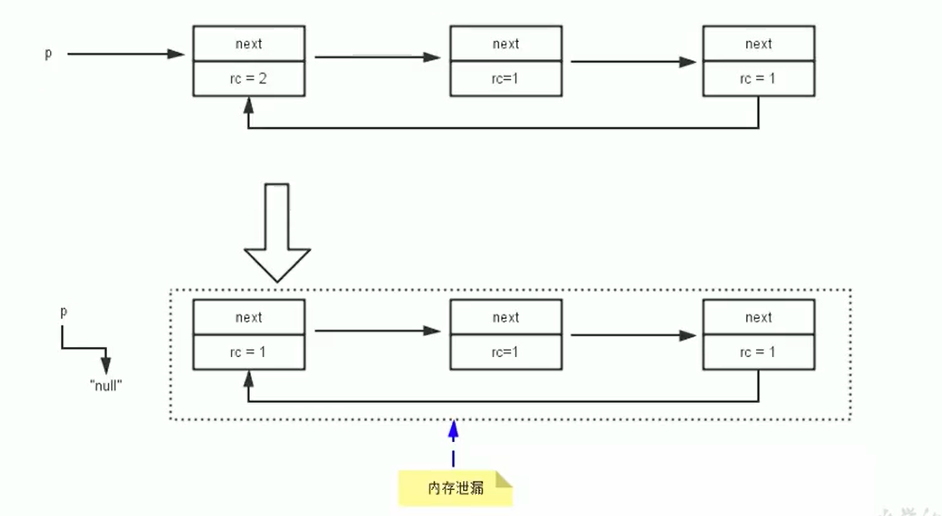 next
next
next
p
rc = 2
rc=1
rc = 1
p
next
next
next
rc = 1
rc=1
rc = 1
"null"
内存泄漏